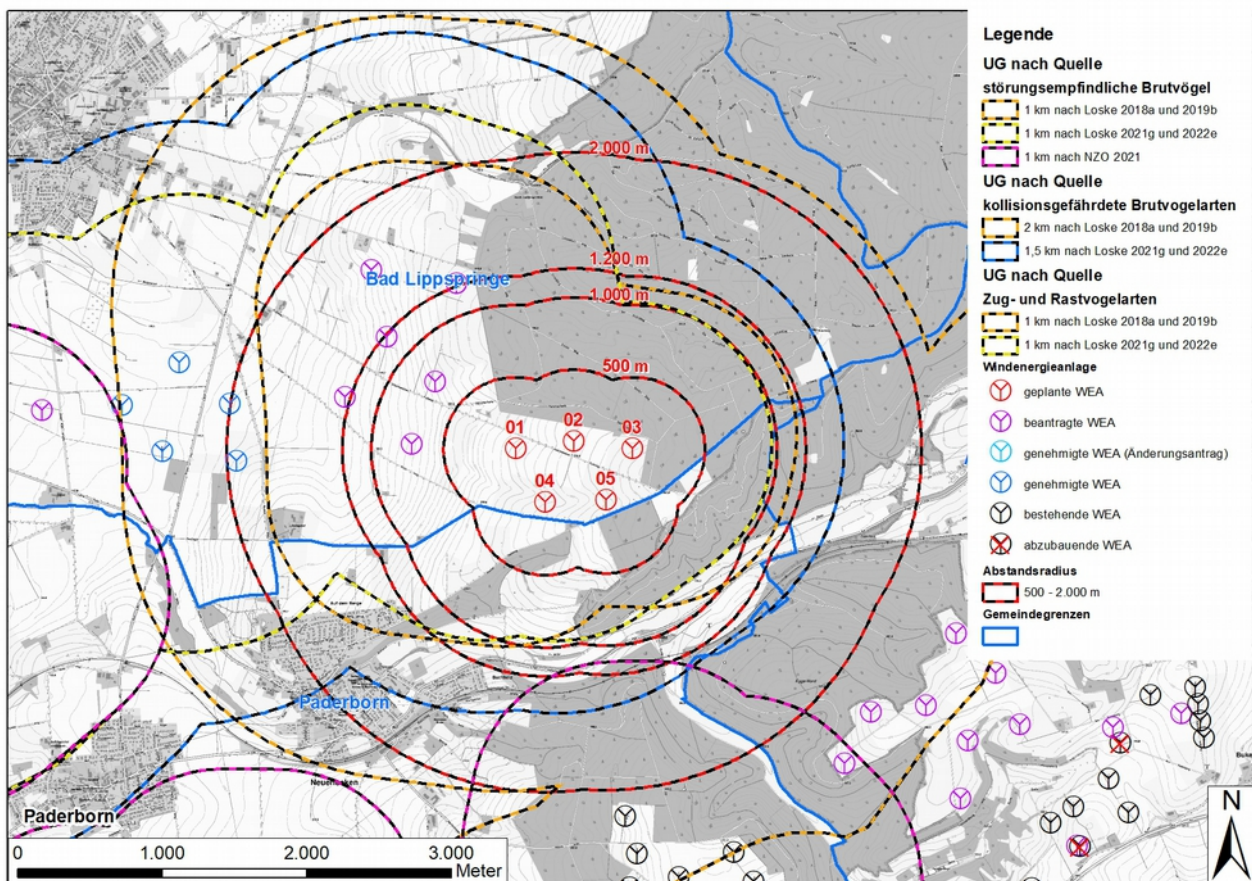 2.000 m
1.200 m
Bad Lippspringe
1.000 m
500 m
01
02
03
04
05
Paderborn
Neuenbeken
Paderborn
0
1.000
2.000
3.000
Meter
N
Legende
UG nach Quelle
störungsempfindliche Brutvögel
1 km nach Loske 2018a und 2019b
1 km nach Loske 2021g und 2022e
1 km nach NZO 2021
UG nach Quelle
kollisionsgefährdete Brutvogelarten
2 km nach Loske 2018a und 2019b
1,5 km nach Loske 2021g und 2022e
UG nach Quelle
Zug- und Rastvogelarten
1 km nach Loske 2018a und 2019b
1 km nach Loske 2021g und 2022e
Windenergieanlage
geplante WEA
beantragte WEA
genehmigte WEA (Änderungsantrag)
genehmigte WEA
bestehende WEA
abzubauende WEA
Abstandsradius
500 - 2.000 m
Gemeindegrenzen